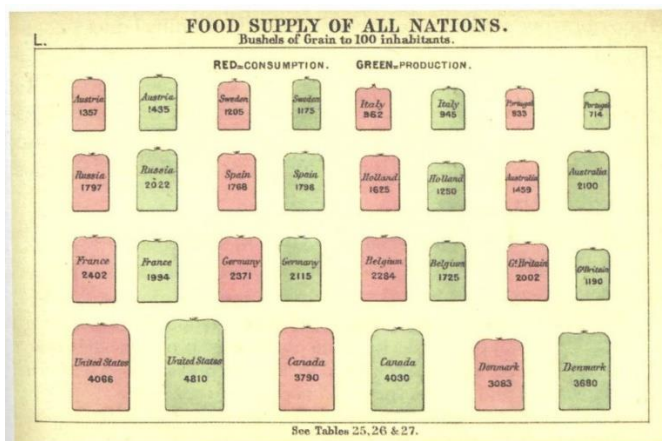 FOOD SUPPLY OF ALL NATIONS.
L.
Bushels of Grain to 100 inhabitants.
RED=CONSUMPTION. GREEN=PRODUCTION.
Austria Austria Sweden Sweden Italy Italy Portugal Portugal
1357 1435 1205 1175 962 945 935 714
Russia Russia Spain Spain Holland Holland Australia Australia
1797 2022 1768 1798 1625 1250 1459 2100
France France Germany Germany Belgium Belgium Gt. Britain Gt. Britain
2402 1994 2371 2115 2284 1725 2002 1190
United States United States Canada Canada Denmark Denmark
4066 4810 3790 4030 3083 3680
See Tables 25, 26 & 27.